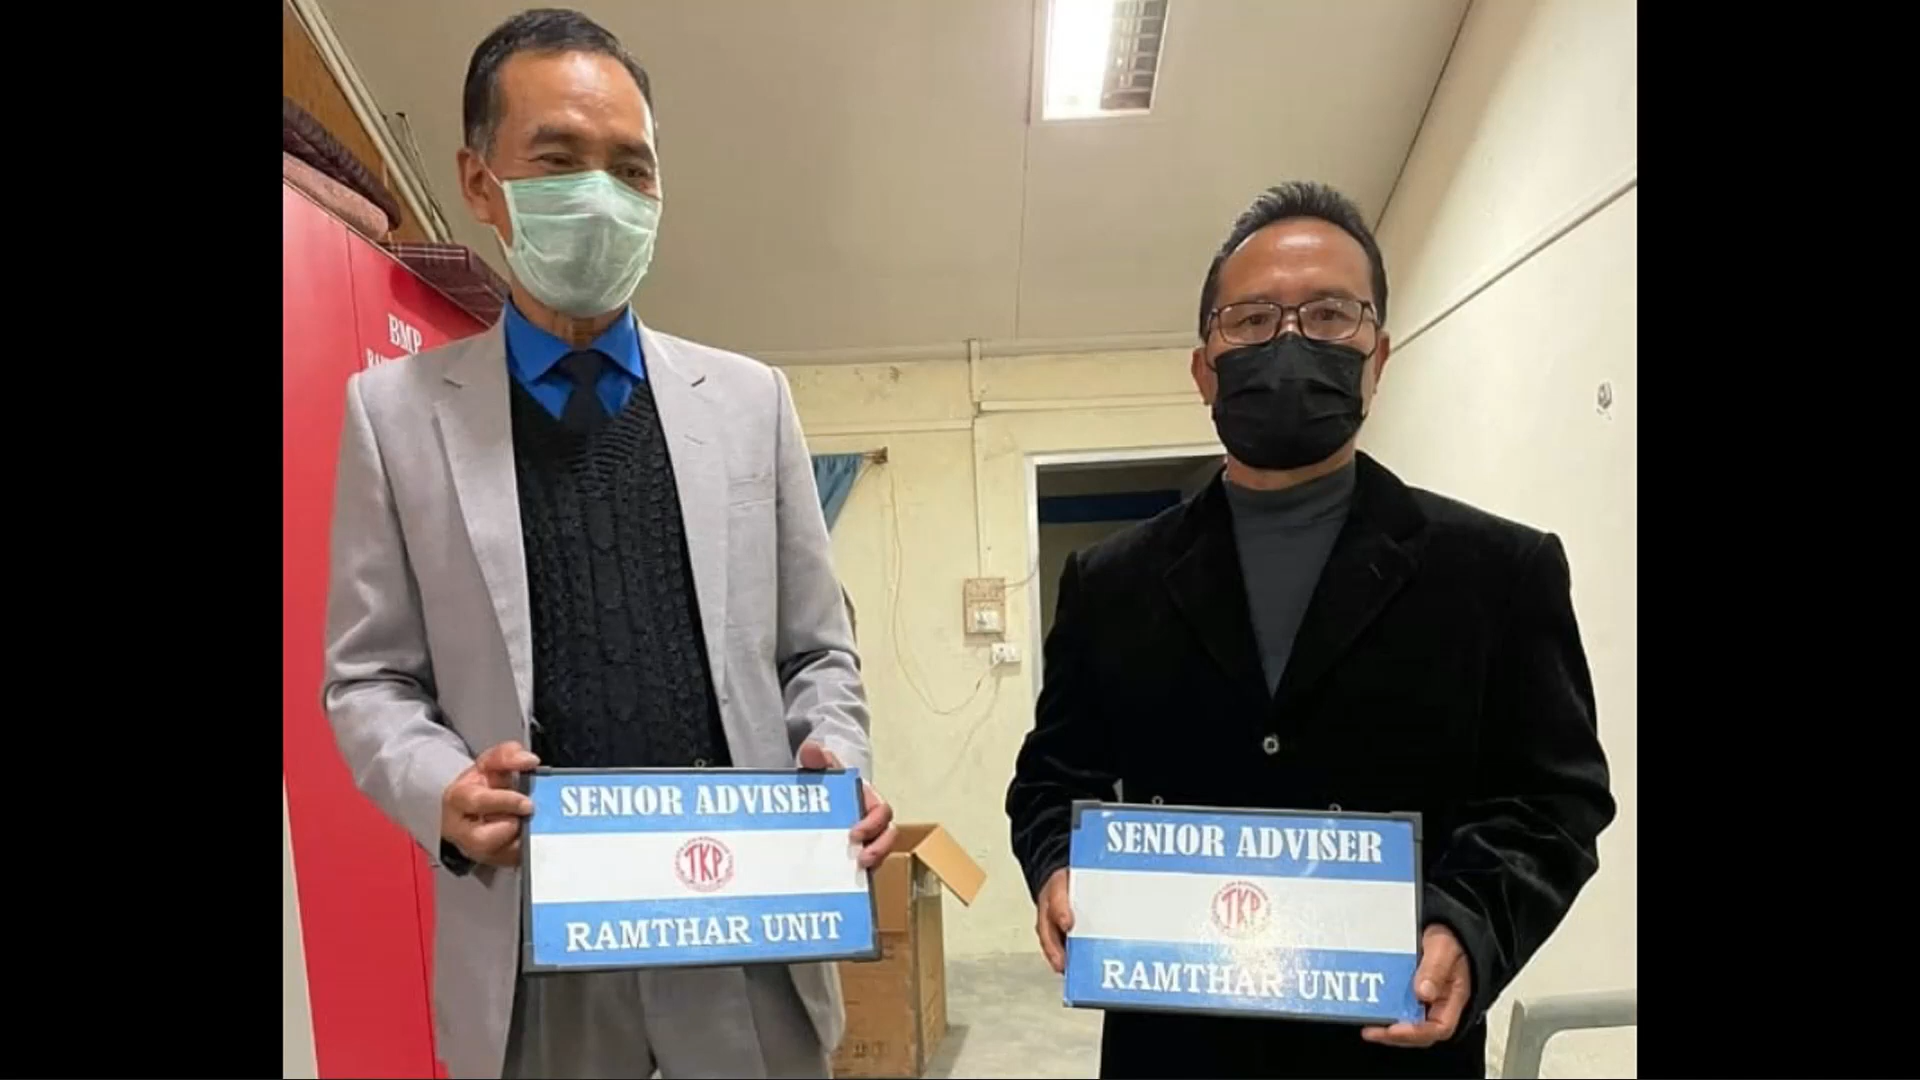 BMP
SENIOR ADVISER
TKP
RAMTHAR UNIT
SENIOR ADVISER
TKP
RAMTHAR UNIT